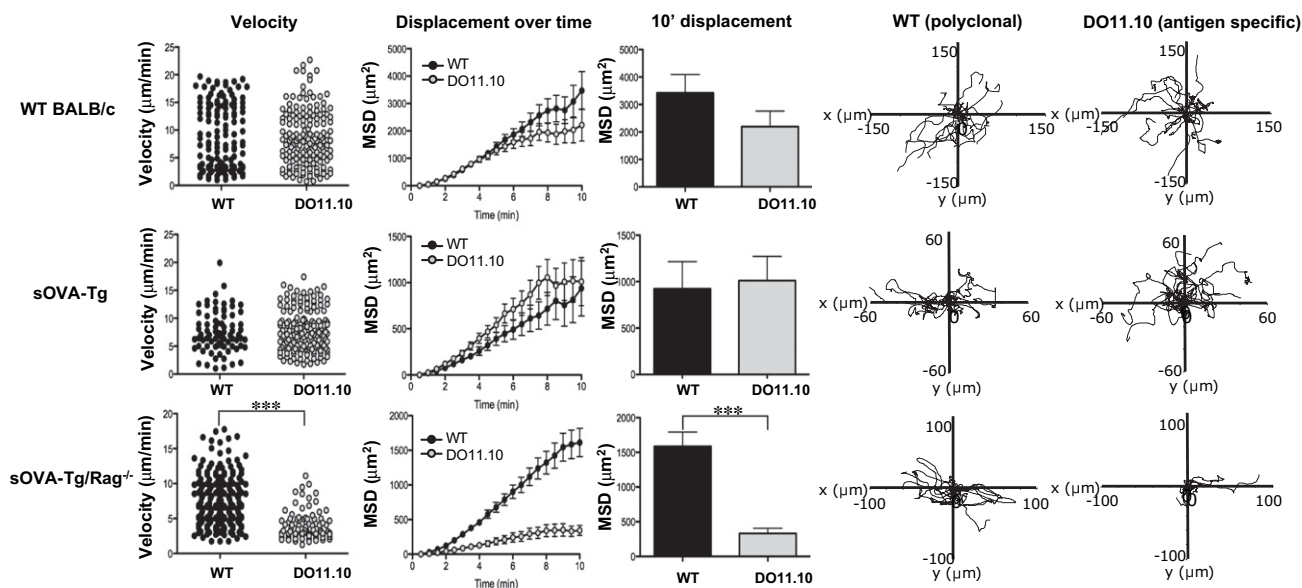 Velocity
Displacement over time
10' displacement
WT (polyclonal)
DO11.10 (antigen specific)
WT BALB/c
Velocity (μm/min)
25
20
15
10
5
0
WT
DO11.10
MSD (μm²)
5000
4000
3000
2000
1000
0
WT
DO11.10
0
2
4
6
8
10
Time (min)
MSD (μm²)
5000
4000
3000
2000
1000
0
WT
DO11.10
150
x (μm)
-150
0
150
-150
y (μm)
150
x (μm)
-150
0
150
-150
y (μm)
sOVA-Tg
Velocity (μm/min)
25
20
15
10
5
0
WT
DO11.10
MSD (μm²)
1500
1000
500
0
WT
DO11.10
0
2
4
6
8
10
Time (min)
MSD (μm²)
1500
1000
500
0
WT
DO11.10
60
x (μm)
-60
0
60
-60
y (μm)
60
x (μm)
-60
0
60
-60
y (μm)
sOVA-Tg/Rag-/-
Velocity (μm/min)
20
15
10
5
0
***
WT
DO11.10
MSD (μm²)
2000
1500
1000
500
0
WT
DO11.10
0
2
4
6
8
10
Time (min)
MSD (μm²)
2000
1500
1000
500
0
***
WT
DO11.10
100
x (μm)
-100
0
100
-100
y (μm)
100
x (μm)
-100
0
100
-100
y (μm)